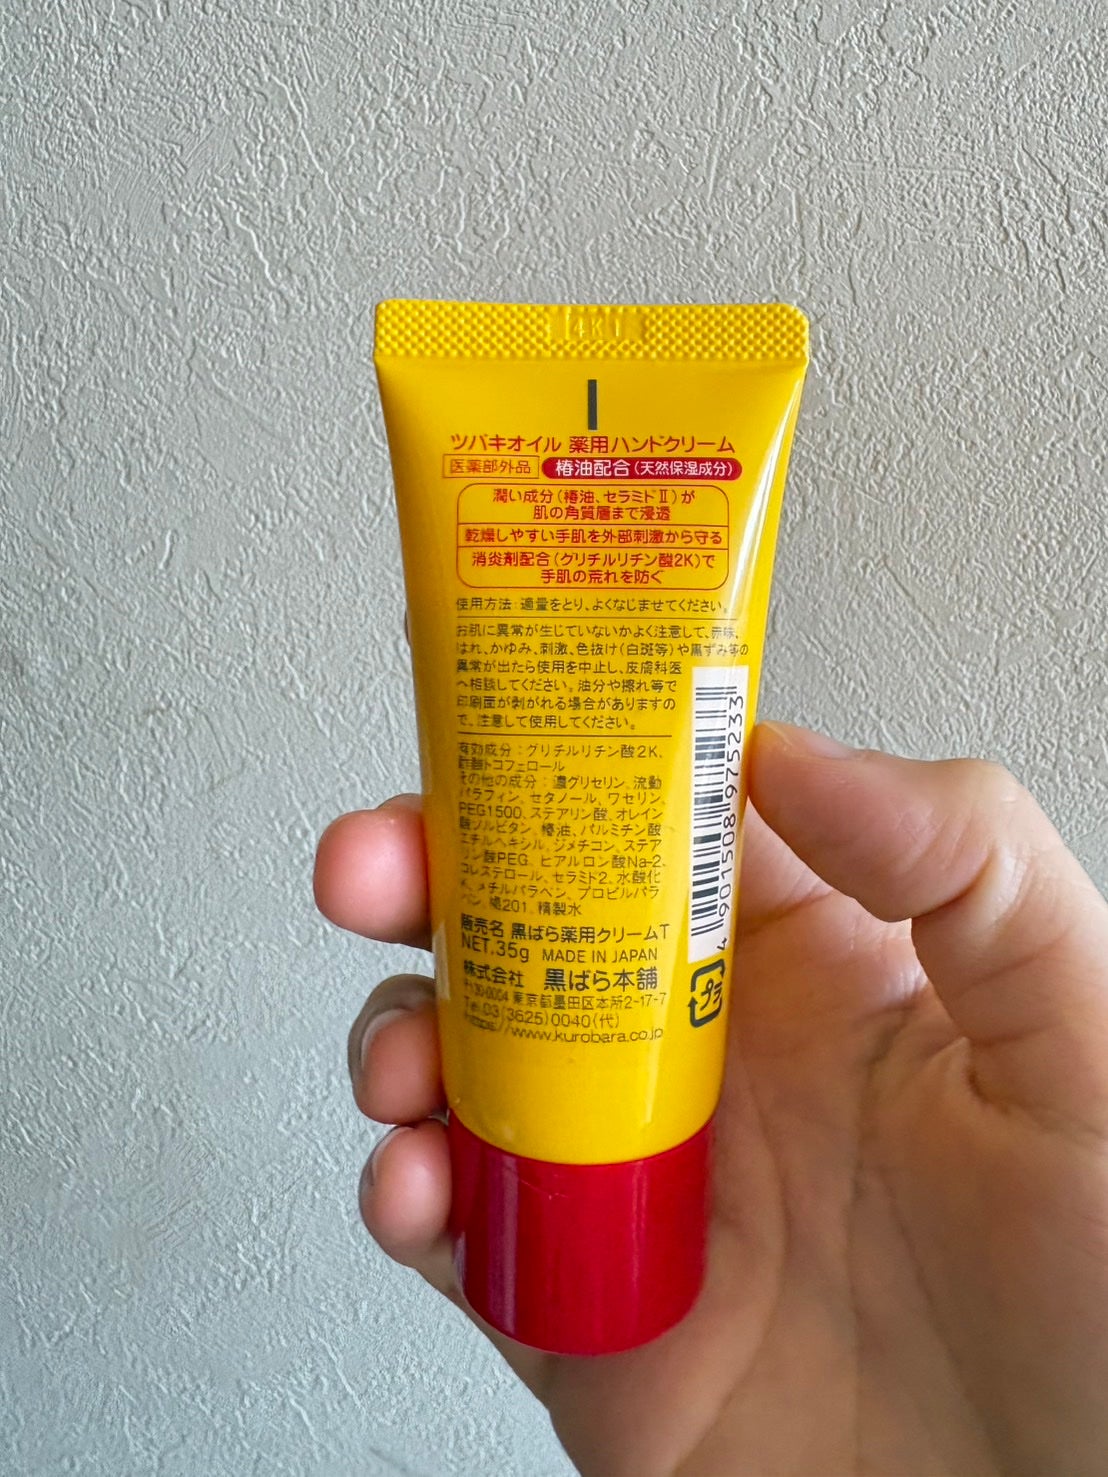 14K1
ツバキオイル 薬用ハンドクリーム
医薬部外品 椿油配合(天然保湿成分)
潤い成分(椿油、セラミドⅡ)が
肌の角質層まで浸透
乾燥しやすい手肌を外部刺激から守る
消炎剤配合(グリチルリチン酸2K)で
手肌の荒れを防ぐ
使用方法:適量をとり、よくなじませてください。
お肌に異常が生じていないかよく注意して、赤味、
はれ、かゆみ、刺激、色抜け(白斑等)や黒ずみ等の
異常が出たら使用を中止し、皮膚科医
へ相談してください。油分や擦れ等で
印刷面が剥がれる場合がありますの
で、注意して使用してください。
有効成分:グリチルリチン酸2K、
酢酸トコフェロール
その他の成分:濃グリセリン、流動
パラフィン、セタノール、ワセリン、
PEG1500、ステアリン酸、オレイン
酸ソルビタン、椿油、パルミチン酸
エチルヘキシル、ジメチコン、ステア
リン酸PEG、ヒアルロン酸Na-2、
コレステロール、セラミド2、水酸化
K、メチルパラベン、プロピルパラ
ベン、橙201、精製水
販売名 黒ばら薬用クリームT
NET.35g MADE IN JAPAN
株式会社 黒ばら本舗
〒130-0004 東京都墨田区本所2-17-7
Tel.03(3625)0040(代)
https://www.kurobara.co.jp
4 901508 975233
プラ